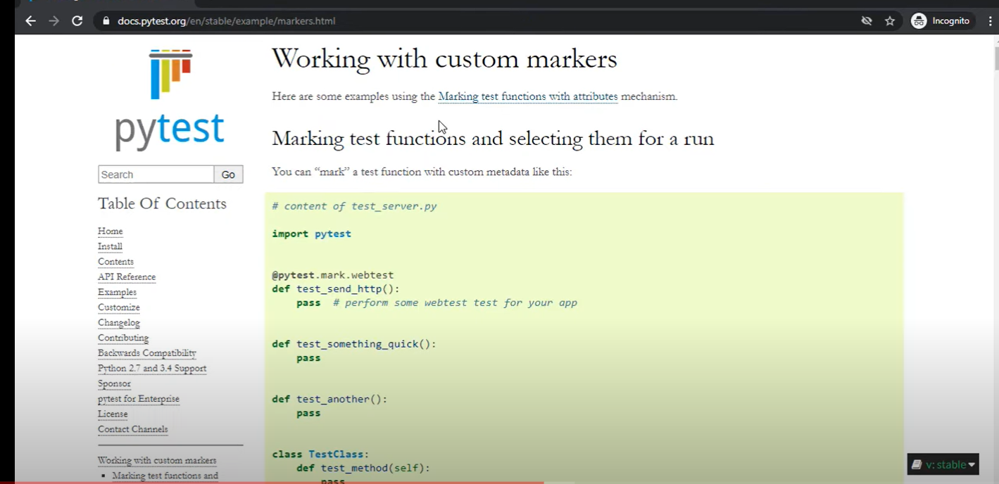 docs.pytest.org/en/stable/example/markers.html
Incognito
pytest
Search
Go
Table Of Contents
Home
Install
Contents
API Reference
Examples
Customize
Changelog
Contributing
Backwards Compatibility
Python 2.7 and 3.4 Support
Sponsor
pytest for Enterprise
License
Contact Channels
Working with custom markers
Marking test functions and
Working with custom markers
Here are some examples using the Marking test functions with attributes mechanism.
Marking test functions and selecting them for a run
You can “mark” a test function with custom metadata like this:
# content of test_server.py
import pytest
@pytest.mark.webtest
def test_send_http():
pass # perform some webtest test for your app
def test_something_quick():
pass
def test_another():
pass
class TestClass:
def test_method(self):
pass
v: stable